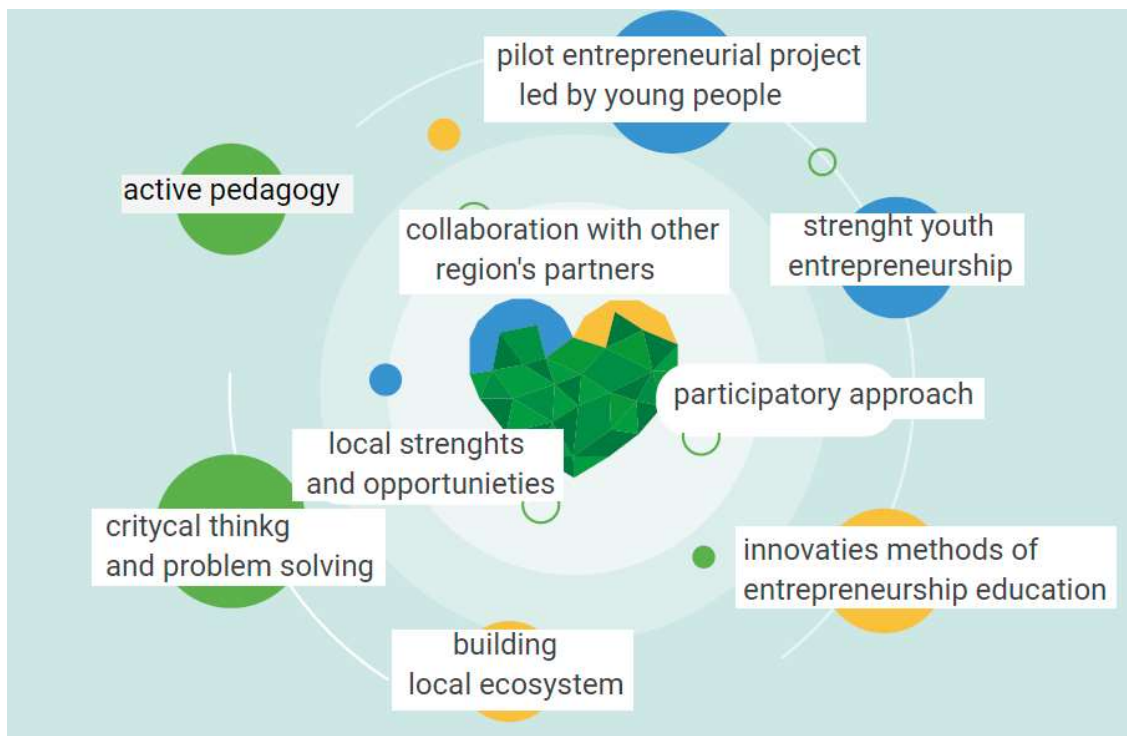 pilot entrepreneurial project
led by young people
active pedagogy
collaboration with other
region's partners
strenght youth
entrepreneurship
participatory approach
local strenghts
and opportunieties
critycal thinkg
and problem solving
innovaties methods of
entrepreneurship education
building
local ecosystem